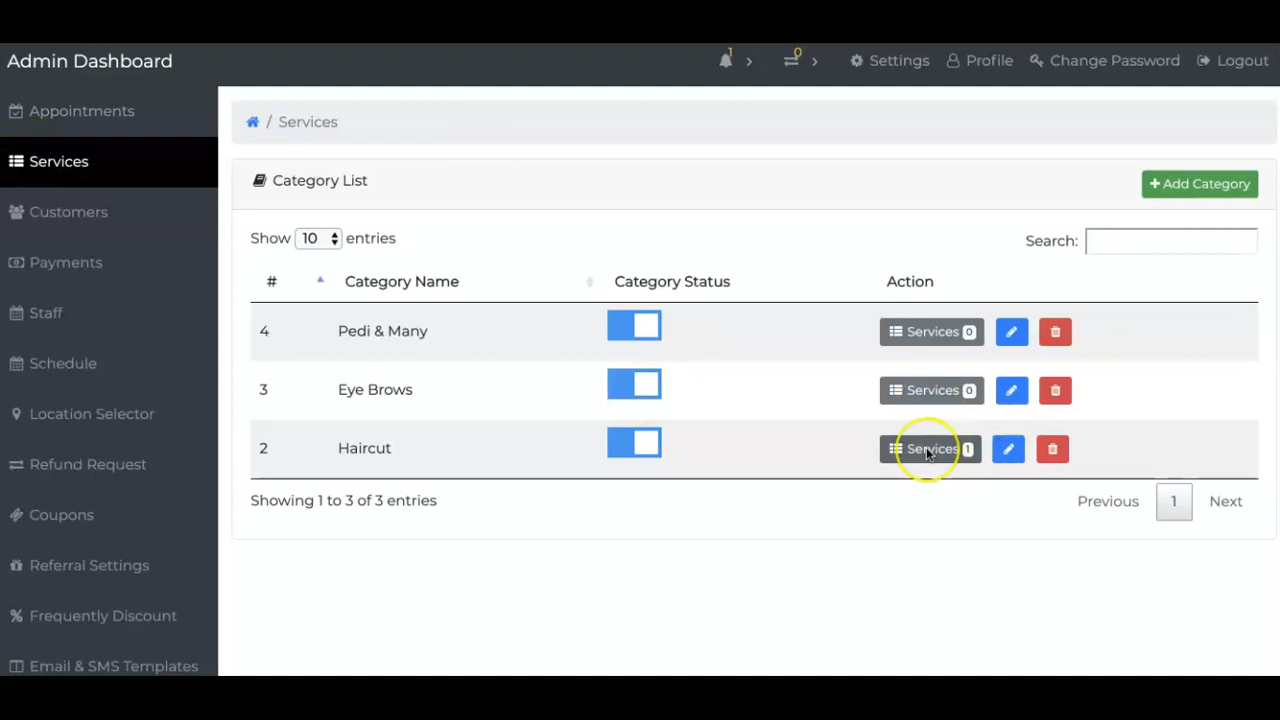 Admin Dashboard
1
0
Settings
Profile
Change Password
Logout
Appointments
Services
Customers
Payments
Staff
Schedule
Location Selector
Refund Request
Coupons
Referral Settings
Frequently Discount
Email & SMS Templates
/ Services
Category List
+ Add Category
Show 10 entries
Search:
# Category Name Category Status Action
4 Pedi & Many Services 0
3 Eye Brows Services 0
2 Haircut Services 1
Showing 1 to 3 of 3 entries
Previous 1 Next